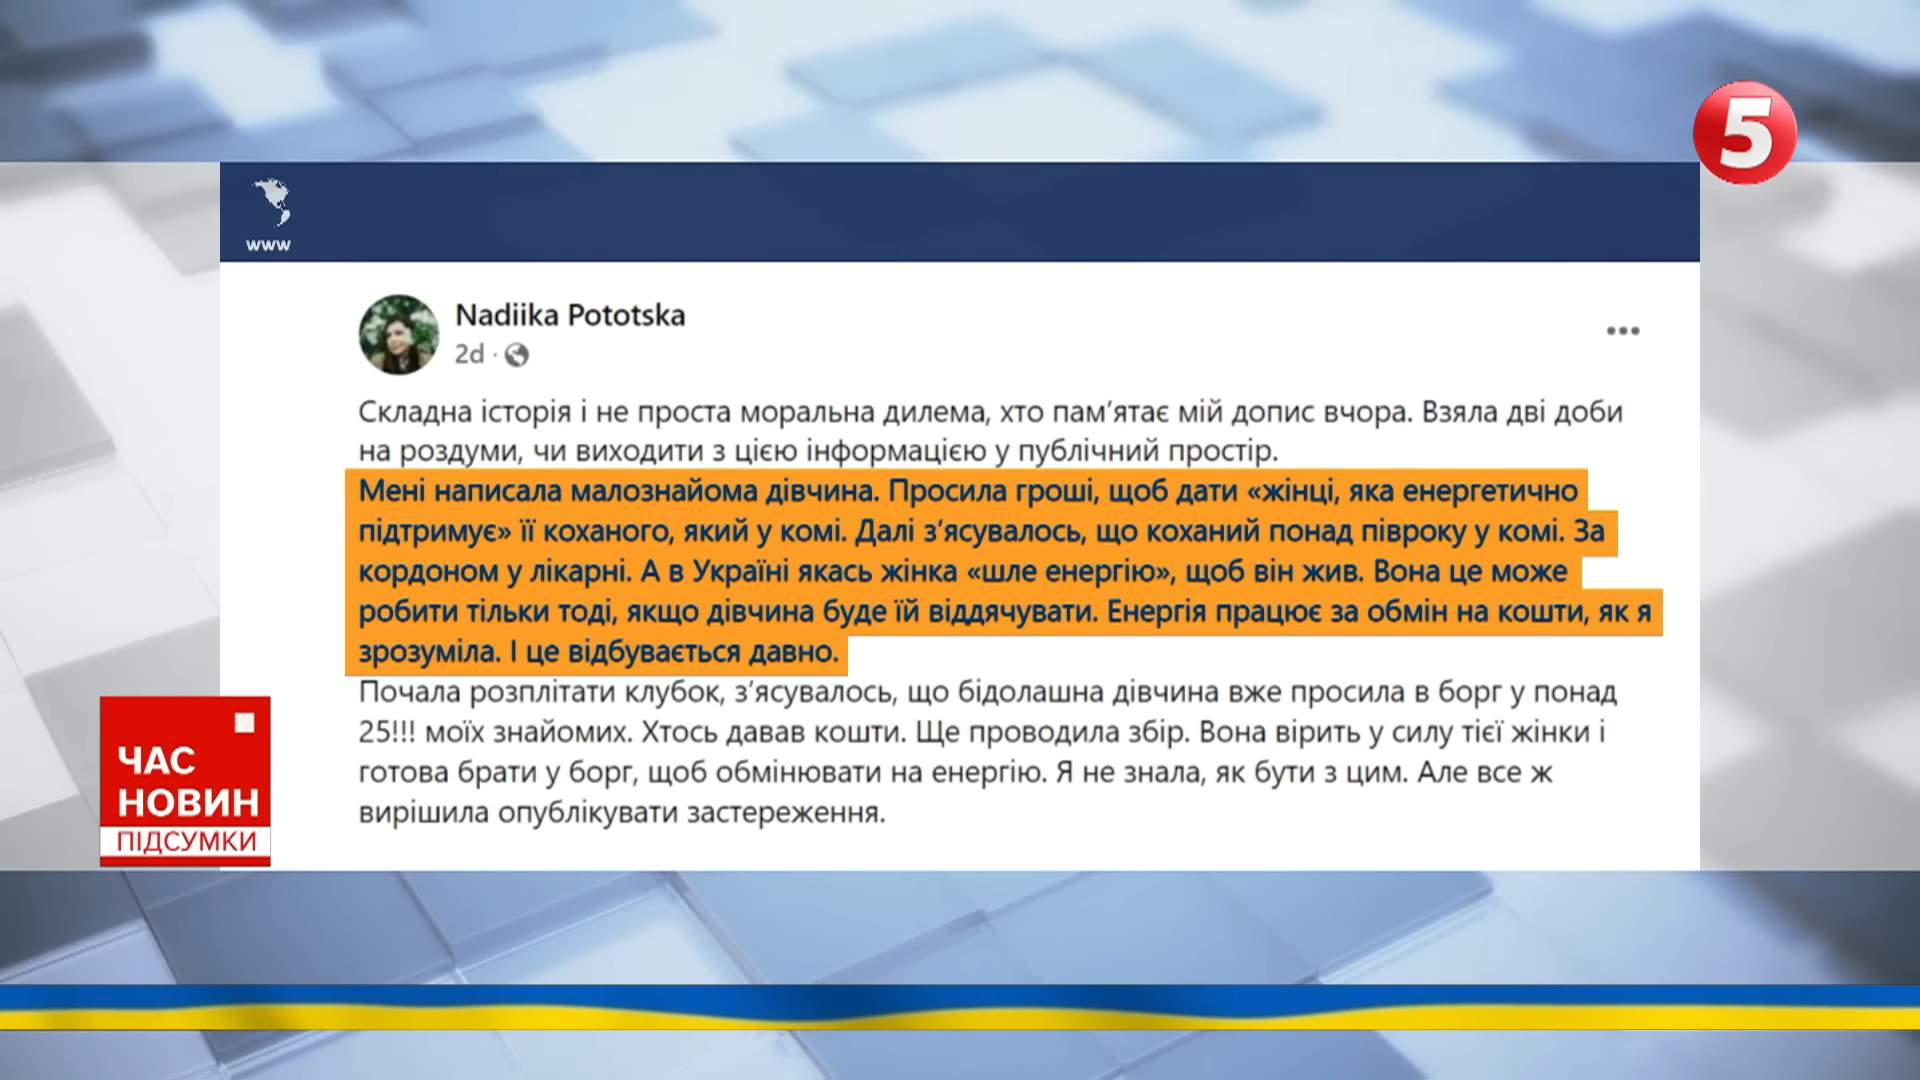 5
www
Nadiika Pototska
2d ·
Складна історія і не проста моральна дилема, хто пам’ятає мій допис вчора. Взяла дві доби
на роздуми, чи виходити з цією інформацією у публічний простір.
Мені написала малознайома дівчина. Просила гроші, щоб дати «жінці, яка енергетично
підтримує» її коханого, який у комі. Далі з’ясувалось, що коханий понад півроку у комі. За
кордоном у лікарні. А в Україні якась жінка «шле енергію», щоб він жив. Вона це може
робити тільки тоді, якщо дівчина буде їй віддячувати. Енергія працює за обмін на кошти, як я
зрозуміла. І це відбувається давно.
Почала розплітати клубок, з’ясувалось, що бідолашна дівчина вже просила в борг у понад
25!!! моїх знайомих. Хтось давав кошти. Ще проводила збір. Вона вірить у силу тієї жінки і
готова брати у борг, щоб обмінювати на енергію. Я не знала, як бути з цим. Але все ж
вирішила опублікувати застереження.
ЧАС
НОВИН
ПІДСУМКИ